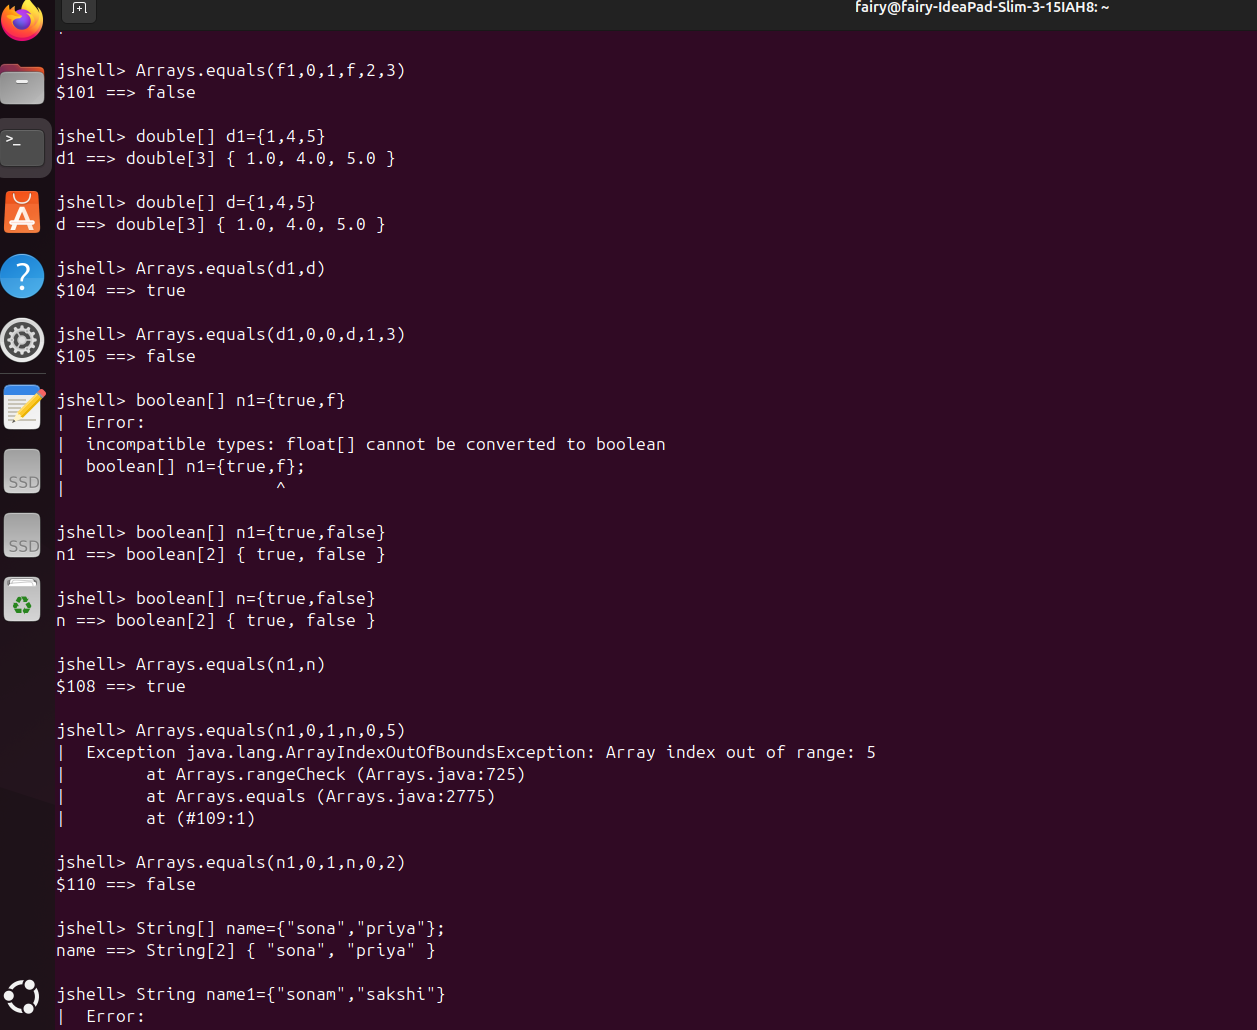 fairy@fairy-IdeaPad-Slim-3-15IAH8: ~
jshell> Arrays.equals(f1,0,1,f,2,3)
$101 ==> false
jshell> double[] d1={1,4,5}
d1 ==> double[3] { 1.0, 4.0, 5.0 }
jshell> double[] d={1,4,5}
d ==> double[3] { 1.0, 4.0, 5.0 }
jshell> Arrays.equals(d1,d)
$104 ==> true
jshell> Arrays.equals(d1,0,0,d,1,3)
$105 ==> false
jshell> boolean[] n1={true,f}
|  Error:
|  incompatible types: float[] cannot be converted to boolean
|  boolean[] n1={true,f};
|                     ^
jshell> boolean[] n1={true,false}
n1 ==> boolean[2] { true, false }
jshell> boolean[] n={true,false}
n ==> boolean[2] { true, false }
jshell> Arrays.equals(n1,n)
$108 ==> true
jshell> Arrays.equals(n1,0,1,n,0,5)
|  Exception java.lang.ArrayIndexOutOfBoundsException: Array index out of range: 5
|        at Arrays.rangeCheck (Arrays.java:725)
|        at Arrays.equals (Arrays.java:2775)
|        at (#109:1)
jshell> Arrays.equals(n1,0,1,n,0,2)
$110 ==> false
jshell> String[] name={"sona","priya"};
name ==> String[2] { "sona", "priya" }
jshell> String name1={"sonam","sakshi"}
|  Error:
>_
?
SSD
SSD